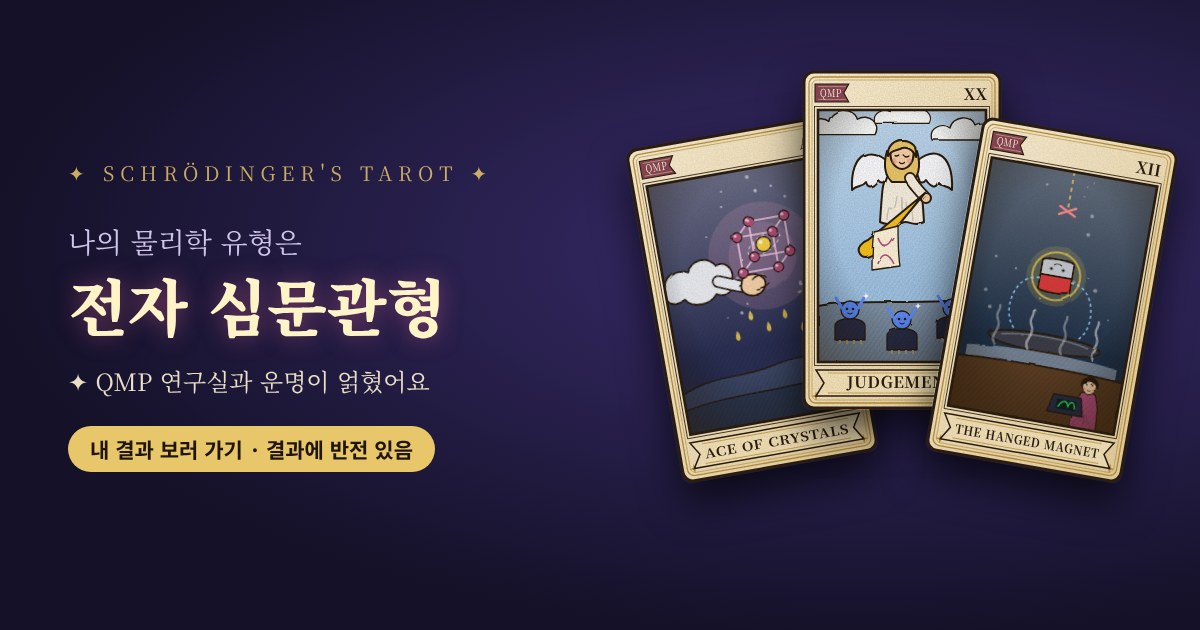 ✦ SCHRÖDINGER'S TAROT ✦
나의 물리학 유형은
전자 심문관형
✦ QMP 연구실과 운명이 얽혔어요
내 결과 보러 가기 · 결과에 반전 있음
QMP
ACE OF CRYSTALS
QMP XX
QMP XII
THE HANGED MAGNET